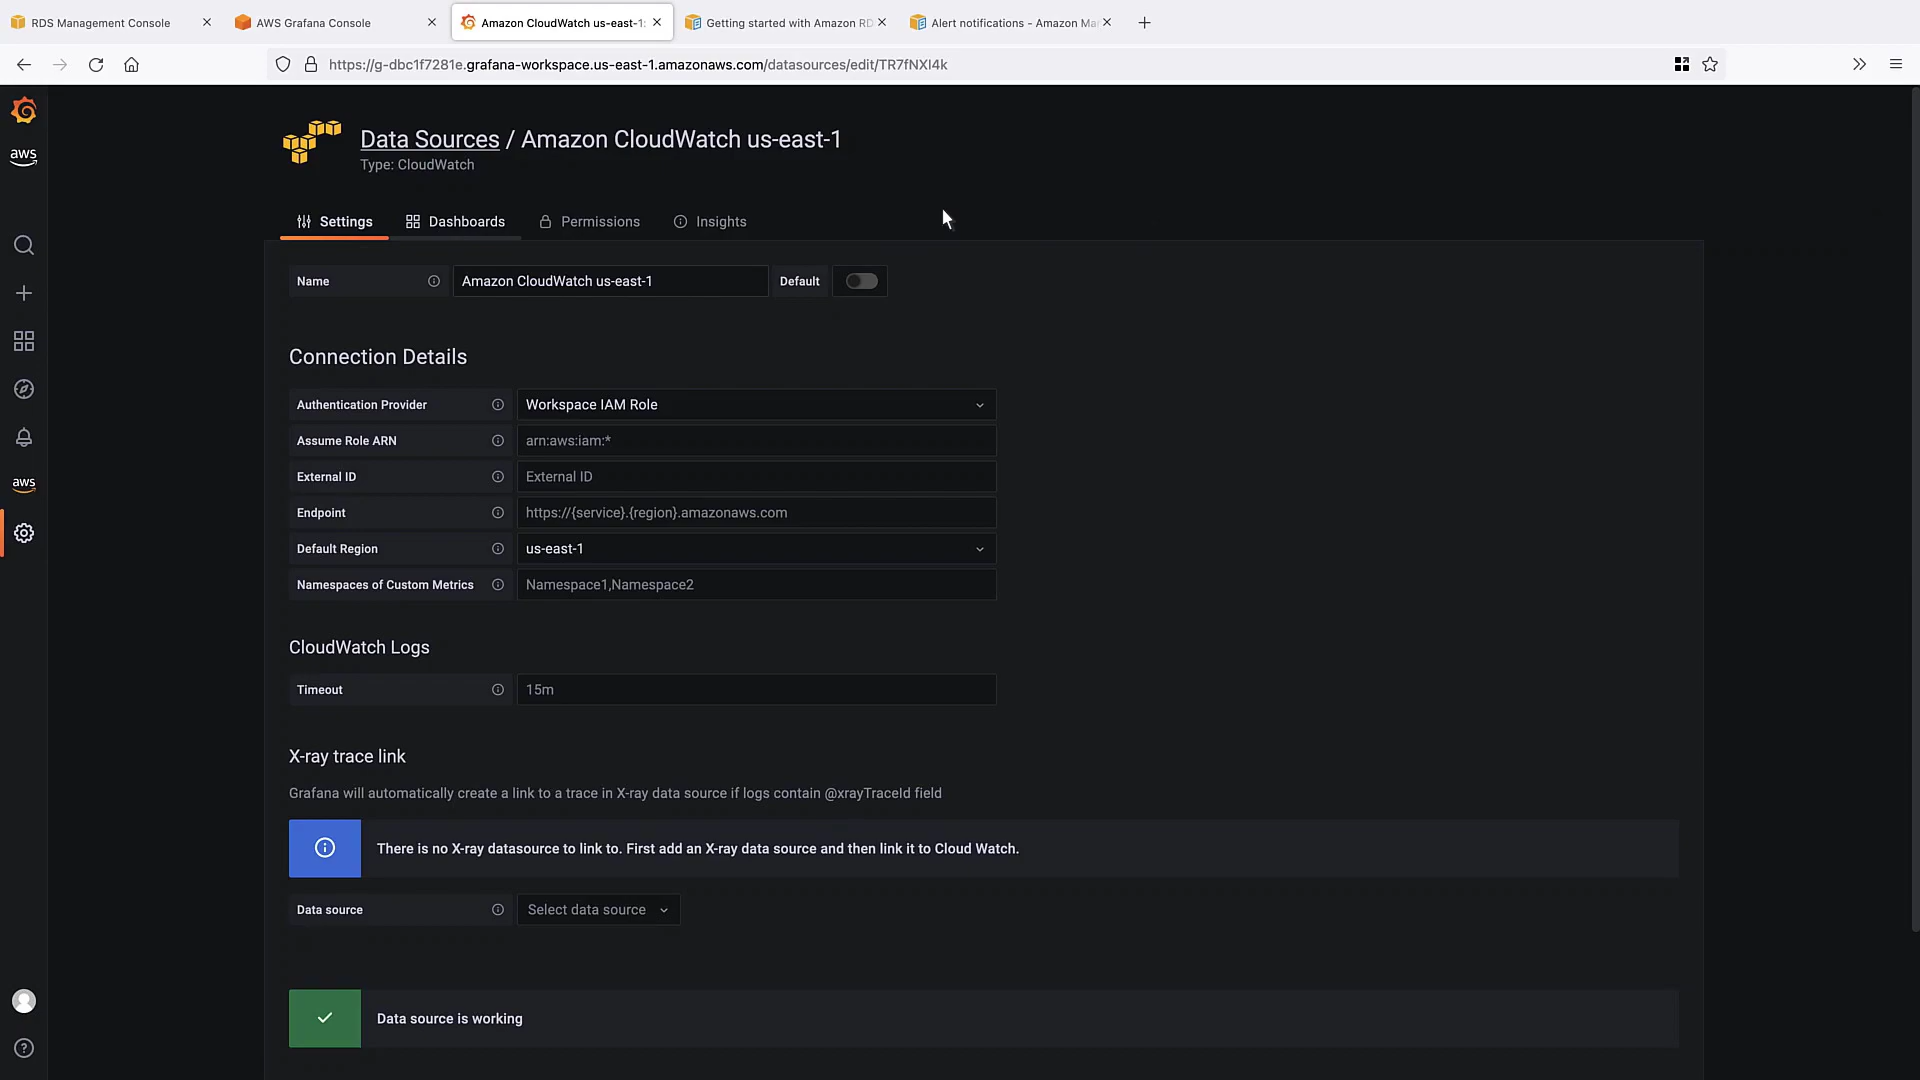 RDS Management Console
AWS Grafana Console
Amazon CloudWatch us-east-1:
Getting started with Amazon RD
Alert notifications - Amazon Ma
https://g-dbc1f7281e.grafana-workspace.us-east-1.amazonaws.com/datasources/edit/TR7fNXl4k
aws
Data Sources / Amazon CloudWatch us-east-1
Type: CloudWatch
Settings
Dashboards
Permissions
Insights
Name
Amazon CloudWatch us-east-1
Default
Connection Details
Authentication Provider
Workspace IAM Role
Assume Role ARN
arn:aws:iam:*
External ID
External ID
aws
Endpoint
https://{service}.{region}.amazonaws.com
Default Region
us-east-1
Namespaces of Custom Metrics
Namespace1,Namespace2
CloudWatch Logs
Timeout
15m
X-ray trace link
Grafana will automatically create a link to a trace in X-ray data source if logs contain @xrayTraceId field
There is no X-ray datasource to link to. First add an X-ray data source and then link it to Cloud Watch.
Data source
Select data source
Data source is working